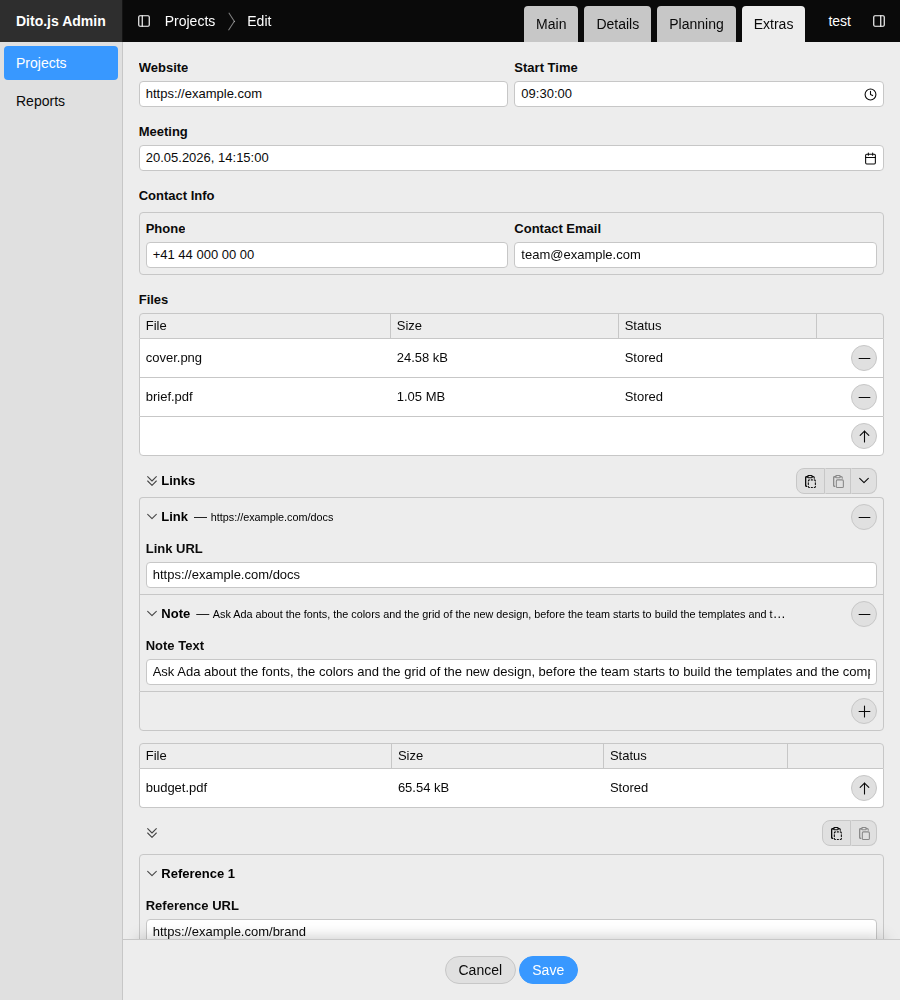 Dito.js Admin
Projects
Edit
Main
Details
Planning
Extras
test
Projects
Reports
Website
Start Time
https://example.com
09:30:00
Meeting
20.05.2026, 14:15:00
Contact Info
Phone
Contact Email
+41 44 000 00 00
team@example.com
Files
File Size Status
cover.png 24.58 kB Stored
brief.pdf 1.05 MB Stored
Links
Link — https://example.com/docs
Link URL
https://example.com/docs
Note — Ask Ada about the fonts, the colors and the grid of the new design, before the team starts to build the templates and t…
Note Text
Ask Ada about the fonts, the colors and the grid of the new design, before the team starts to build the templates and the
File Size Status
budget.pdf 65.54 kB Stored
Reference 1
Reference URL
https://example.com/brand
Cancel
Save